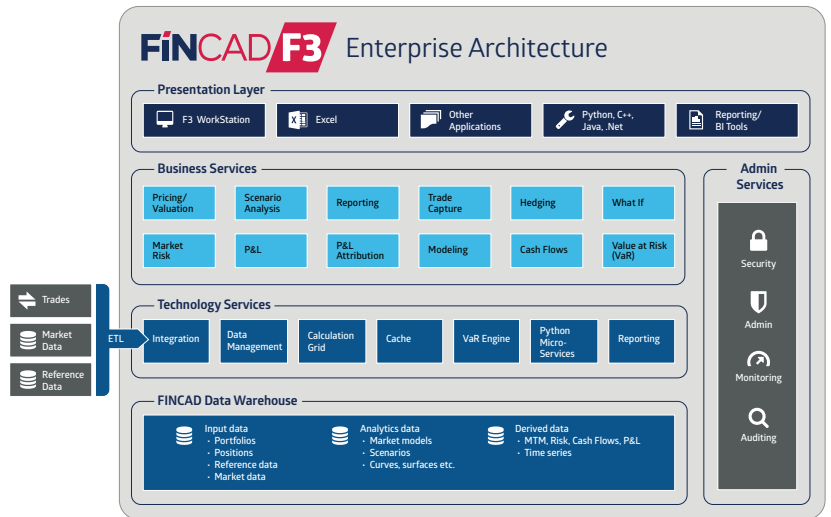 FiNCAD F3 Enterprise Architecture
Presentation Layer
F3 WorkStation
Excel
Other
Applications
Python, C++,
Java, .Net
Reporting/
BI Tools
Business Services
Pricing/
Valuation
Scenario
Analysis
Reporting
Trade
Capture
Hedging
What If
Market
Risk
P&L
P&L
Attribution
Modeling
Cash Flows
Value at Risk
(VaR)
Admin
Services
Security
Admin
Monitoring
Auditing
Trades
Market
Data
Reference
Data
ETL
Technology Services
Integration
Data
Management
Calculation
Grid
Cache
VaR Engine
Python
Micro-
Services
Reporting
FINCAD Data Warehouse
Input data
· Portfolios
· Positions
· Reference data
· Market data
Analytics data
· Market models
· Scenarios
· Curves, surfaces etc.
Derived data
· MTM, Risk, Cash Flows, P&L
· Time series